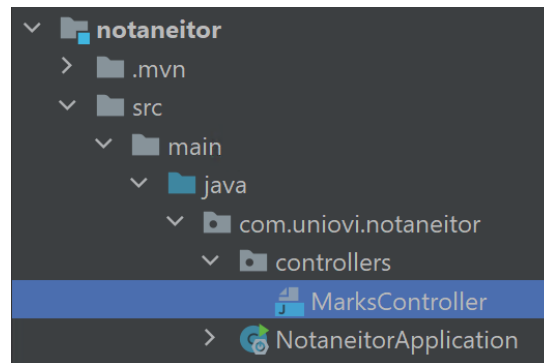 notaneitor
.mvn
src
main
java
com.uniovi.notaneitor
controllers
MarksController
NotaneitorApplication